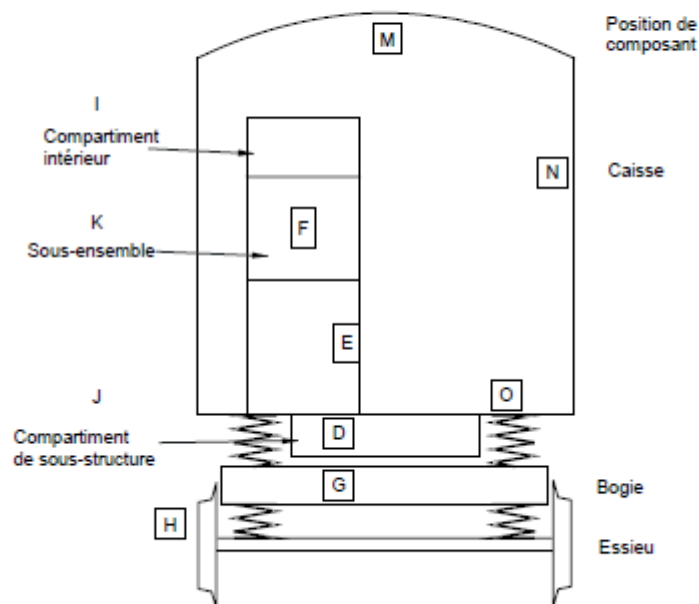 Position de
composant
M
I
Compartiment
intérieur
N
Caisse
K
F
Sous-ensemble
E
J
O
Compartiment
de sous-structure
D
G
Bogie
H
Essieu